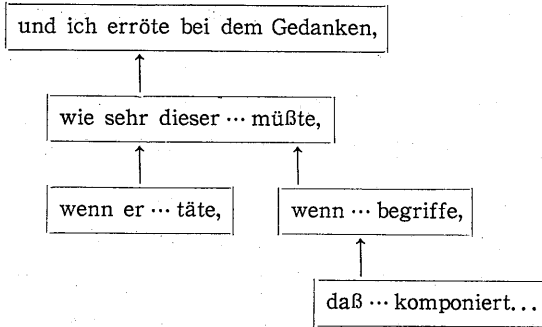 und ich erröte bei dem Gedanken,
wie sehr dieser ⋯ müßte,
wenn er ⋯ täte,
wenn ⋯ begriffe,
daß ⋯ komponiert...